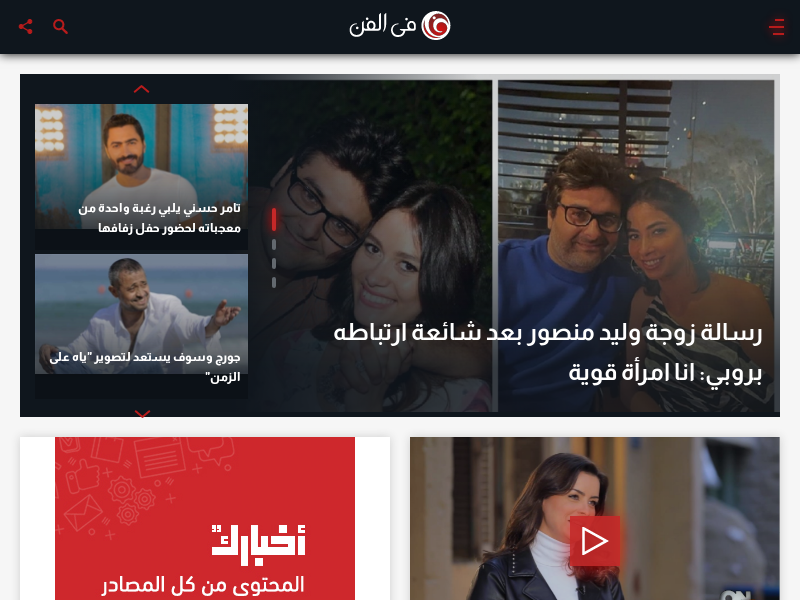 في الفن
رسالة زوجة وليد منصور بعد شائعة ارتباطه
بروبي: انا امرأة قوية
تامر حسني يلبي رغبة واحدة من
معجباته لحضور حفل زفافها
جورج وسوف يستعد لتصوير "ياه على
الزمن"
أخبارك
المحتوى من كل المصادر
ON